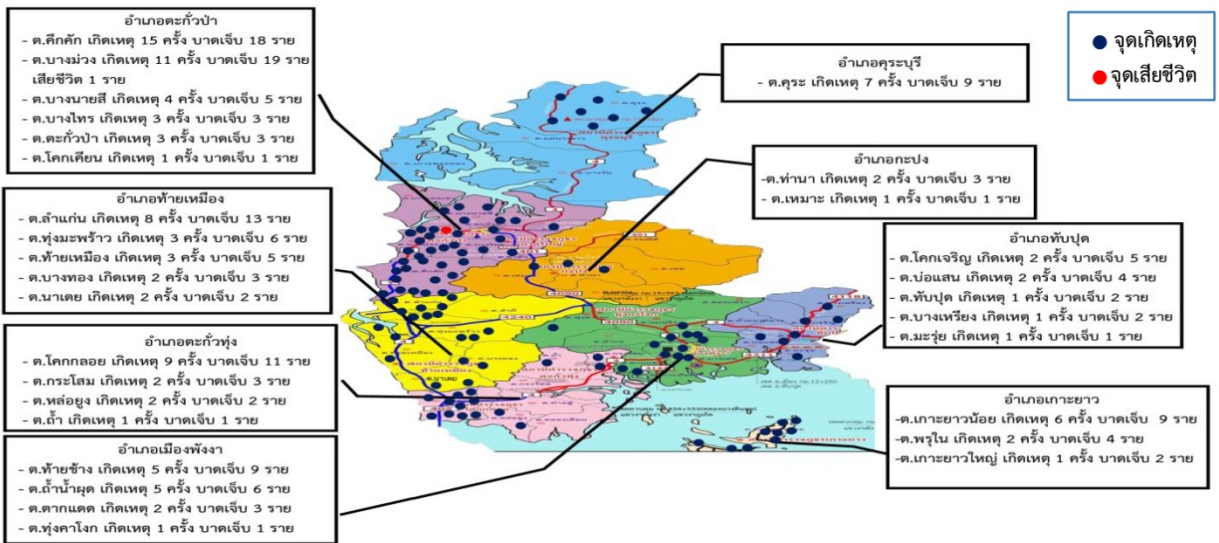 อำเภอตะกั่วป่า
- ต.คึกคัก เกิดเหตุ 15 ครั้ง บาดเจ็บ 18 ราย
- ต.บางม่วง เกิดเหตุ 11 ครั้ง บาดเจ็บ 19 ราย
เสียชีวิต 1 ราย
- ต.บางนายสี เกิดเหตุ 4 ครั้ง บาดเจ็บ 5 ราย
- ต.บางไทร เกิดเหตุ 3 ครั้ง บาดเจ็บ 3 ราย
- ต.ตะกั่วป่า เกิดเหตุ 3 ครั้ง บาดเจ็บ 3 ราย
- ต.โคกเคียน เกิดเหตุ 1 ครั้ง บาดเจ็บ 1 ราย
อำเภอท้ายเหมือง
- ต.ลำแก่น เกิดเหตุ 8 ครั้ง บาดเจ็บ 13 ราย
- ต.ทุ่งมะพร้าว เกิดเหตุ 3 ครั้ง บาดเจ็บ 6 ราย
- ต.ท้ายเหมือง เกิดเหตุ 3 ครั้ง บาดเจ็บ 5 ราย
- ต.บางทอง เกิดเหตุ 2 ครั้ง บาดเจ็บ 3 ราย
- ต.นาเตย เกิดเหตุ 2 ครั้ง บาดเจ็บ 2 ราย
อำเภอตะกั่วทุ่ง
- ต.โคกกลอย เกิดเหตุ 9 ครั้ง บาดเจ็บ 11 ราย
- ต.กระโสม เกิดเหตุ 2 ครั้ง บาดเจ็บ 3 ราย
- ต.หล่อยูง เกิดเหตุ 2 ครั้ง บาดเจ็บ 2 ราย
- ต.ถ้ำ เกิดเหตุ 1 ครั้ง บาดเจ็บ 1 ราย
อำเภอเมืองพังงา
- ต.ท้ายช้าง เกิดเหตุ 5 ครั้ง บาดเจ็บ 9 ราย
- ต.ถ้ำน้ำผุด เกิดเหตุ 5 ครั้ง บาดเจ็บ 6 ราย
- ต.ตากแดด เกิดเหตุ 2 ครั้ง บาดเจ็บ 3 ราย
- ต.ทุ่งคาโงก เกิดเหตุ 1 ครั้ง บาดเจ็บ 1 ราย
จุดเกิดเหตุ
จุดเสียชีวิต
อำเภอคุระบุรี
- ต.คุระ เกิดเหตุ 7 ครั้ง บาดเจ็บ 9 ราย
อำเภอกะปง
-ต.ท่านา เกิดเหตุ 2 ครั้ง บาดเจ็บ 3 ราย
- ต.เหมาะ เกิดเหตุ 1 ครั้ง บาดเจ็บ 1 ราย
อำเภอทับปุด
- ต.โคกเจริญ เกิดเหตุ 2 ครั้ง บาดเจ็บ 5 ราย
- ต.บ่อแสน เกิดเหตุ 2 ครั้ง บาดเจ็บ 4 ราย
- ต.ทับปุด เกิดเหตุ 1 ครั้ง บาดเจ็บ 2 ราย
- ต.บางเหรียง เกิดเหตุ 1 ครั้ง บาดเจ็บ 2 ราย
- ต.มะรุ่ย เกิดเหตุ 1 ครั้ง บาดเจ็บ 1 ราย
อำเภอเกาะยาว
-ต.เกาะยาวน้อย เกิดเหตุ 6 ครั้ง บาดเจ็บ 9 ราย
-ต.พรุใน เกิดเหตุ 2 ครั้ง บาดเจ็บ 4 ราย
-ต.เกาะยาวใหญ่ เกิดเหตุ 1 ครั้ง บาดเจ็บ 2 ราย
4090
4240
4090
ต.นาเตย